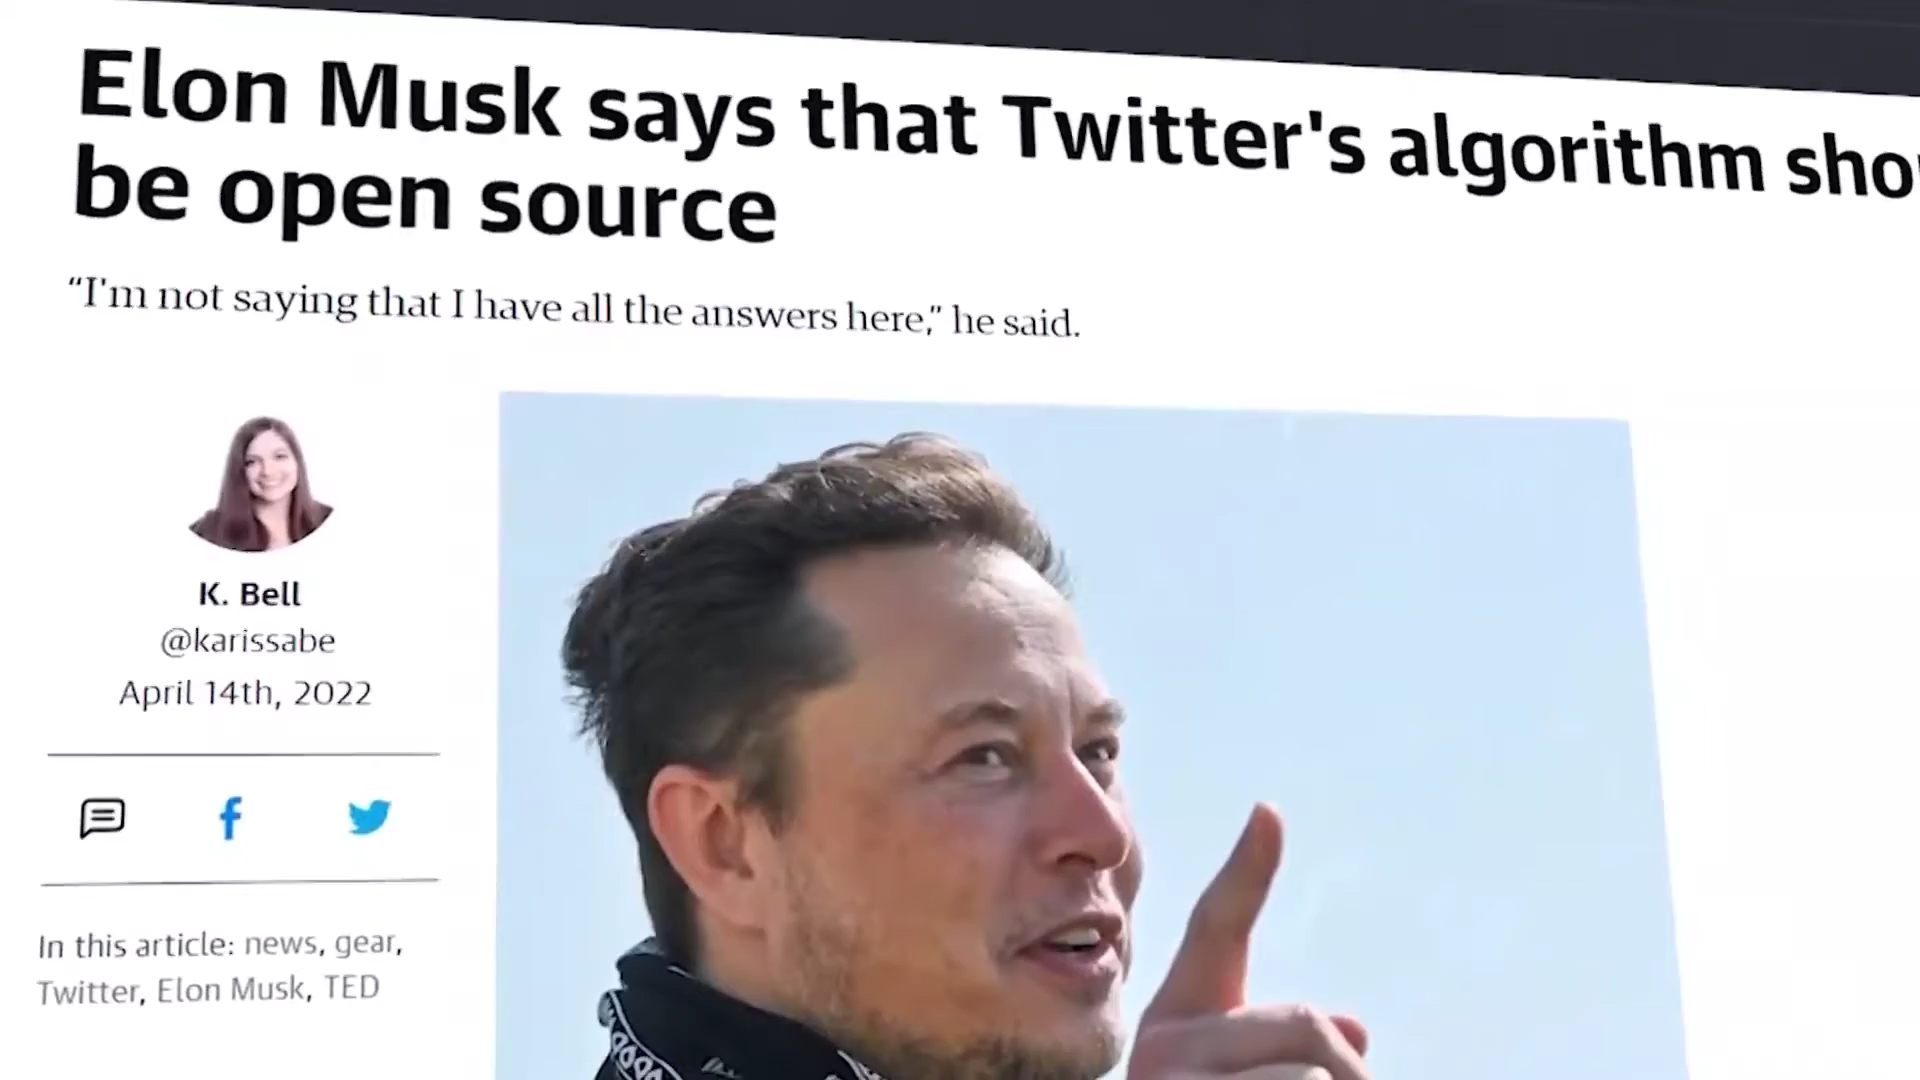 Elon Musk says that Twitter's algorithm
be open source
“I'm not saying that I have all the answers here,” he said.
K. Bell
@karissabe
April 14th, 2022
In this article: news, gear,
Twitter, Elon Musk, TED